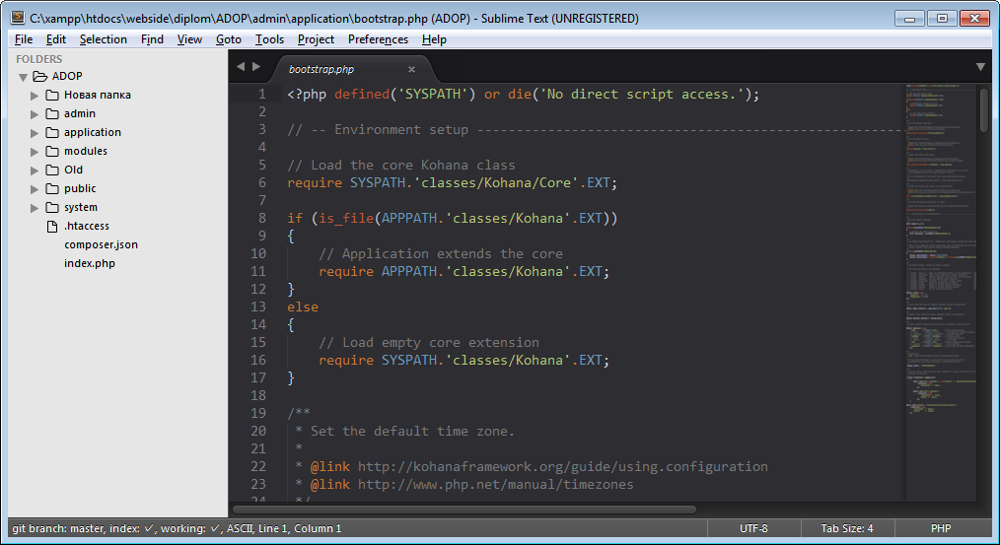 C:\xampp\htdocs\webside\diplom\ADOP\admin\application\bootstrap.php (ADOP) - Sublime Text (UNREGISTERED)
File Edit Selection Find View Goto Tools Project Preferences Help
FOLDERS
ADOP
Новая папка
admin
application
modules
Old
public
system
.htaccess
composer.json
index.php
bootstrap.php ×
1 <?php defined('SYSPATH') or die('No direct script access.');
2
3 // -- Environment setup ------------------------------------------------------
4
5 // Load the core Kohana class
6 require SYSPATH.'classes/Kohana/Core'.EXT;
7
8 if (is_file(APPPATH.'classes/Kohana'.EXT))
9 {
10     // Application extends the core
11     require APPPATH.'classes/Kohana'.EXT;
12 }
13 else
14 {
15     // Load empty core extension
16     require SYSPATH.'classes/Kohana'.EXT;
17 }
18
19 /**
20  * Set the default time zone.
21  *
22  * @link http://kohanaframework.org/guide/using.configuration
23  * @link http://www.php.net/manual/timezones
24  */
git branch: master, index: ✓, working: ✓, ASCII, Line 1, Column 1 UTF-8 Tab Size: 4 PHP